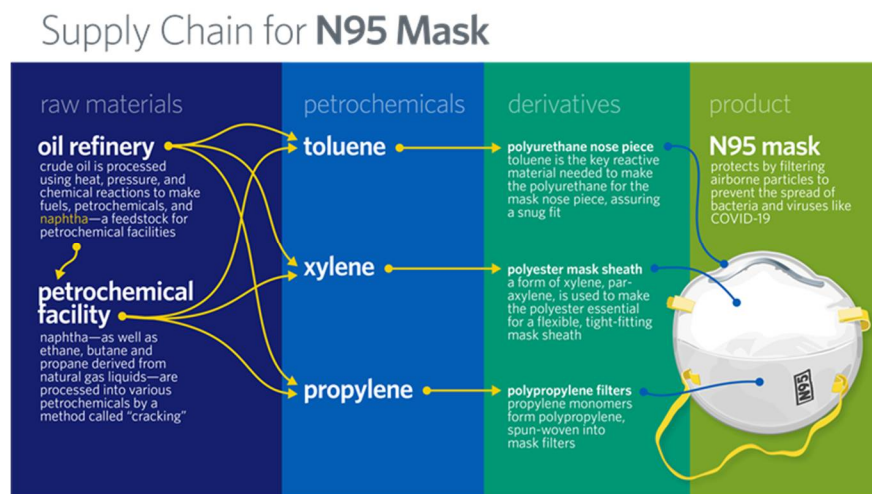 Supply Chain for N95 Mask
raw materials
oil refinery
crude oil is processed
using heat, pressure, and
chemical reactions to make
fuels, petrochemicals, and
naphtha—a feedstock for
petrochemical facilities
petrochemical
facility
naphtha—as well as
ethane, butane and
propane derived from
natural gas liquids—are
processed into various
petrochemicals by a
method called "cracking"
petrochemicals
toluene
xylene
propylene
derivatives
polyurethane nose piece
toluene is the key reactive
material needed to make
the polyurethane for the
mask nose piece, assuring
a snug fit
polyester mask sheath
a form of xylene, par-
axylene, is used to make
the polyester essential
for a flexible, tight-fitting
mask sheath
polypropylene filters
propylene monomers
form polypropylene,
spun-woven into
mask filters
product
N95 mask
protects by filtering
airborne particles to
prevent the spread of
bacteria and viruses like
COVID-19
N95